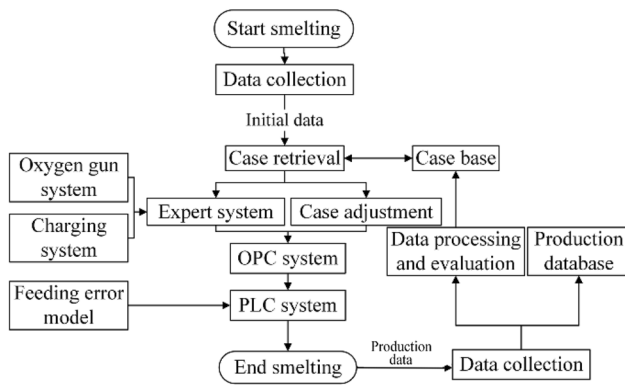 Start smelting
Data collection
Initial data
Case retrieval
Case base
Oxygen gun
system
Charging
system
Expert system
Case adjustment
Data processing
and evaluation
Production
database
OPC system
Feeding error
model
PLC system
End smelting
Production
data
Data collection